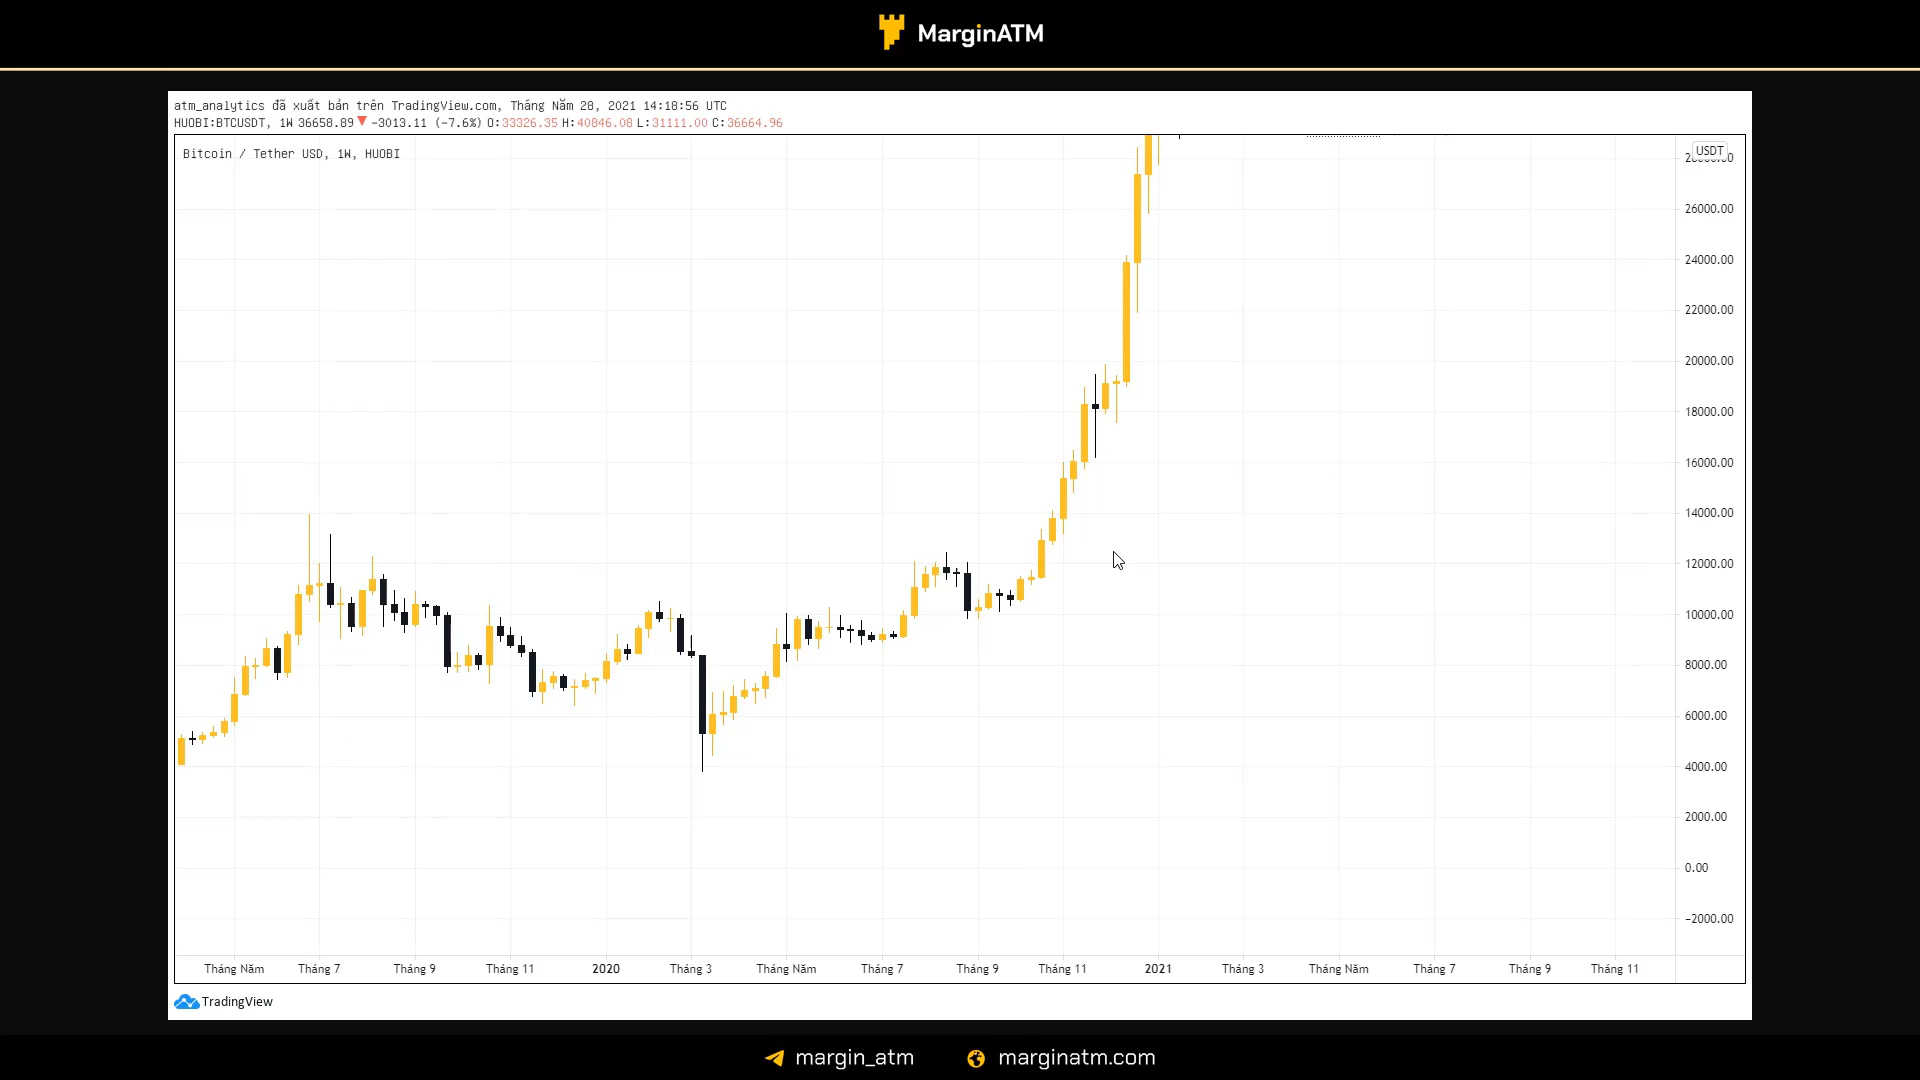 MarginATM
atm_analytics đã xuất bản trên TradingView.com, Tháng Năm 28, 2021 14:18:56 UTC
HUOBI:BTCUSDT, 1W 36658.89 ▼ −3013.11 (−7.6%) O:33326.35 H:40846.08 L:31111.00 C:36664.96
Bitcoin / Tether USD, 1W, HUOBI
USDT
26000.00
24000.00
22000.00
20000.00
18000.00
16000.00
14000.00
12000.00
10000.00
8000.00
6000.00
4000.00
2000.00
0.00
−2000.00
Tháng Năm Tháng 7 Tháng 9 Tháng 11 2020 Tháng 3 Tháng Năm Tháng 7 Tháng 9 Tháng 11 2021 Tháng 3 Tháng Năm Tháng 7 Tháng 9 Tháng 11
TradingView
margin_atm marginatm.com